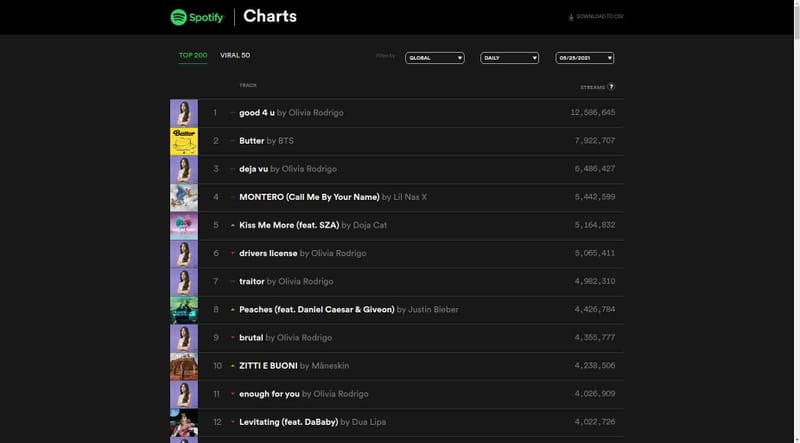 Spotify Charts
DOWNLOAD TO CSV
TOP 200 VIRAL 50 Filter by GLOBAL DAILY 05/25/2021
TRACK STREAMS ?
1 good 4 u by Olivia Rodrigo 12,586,645
Butter
2 Butter by BTS 7,922,707
3 deja vu by Olivia Rodrigo 6,486,427
4 MONTERO (Call Me By Your Name) by Lil Nas X 5,442,599
5 Kiss Me More (feat. SZA) by Doja Cat 5,164,832
6 drivers license by Olivia Rodrigo 5,065,411
7 traitor by Olivia Rodrigo 4,982,310
8 Peaches (feat. Daniel Caesar & Giveon) by Justin Bieber 4,426,784
9 brutal by Olivia Rodrigo 4,355,777
10 ZITTI E BUONI by Måneskin 4,238,506
11 enough for you by Olivia Rodrigo 4,026,909
12 Levitating (feat. DaBaby) by Dua Lipa 4,022,726